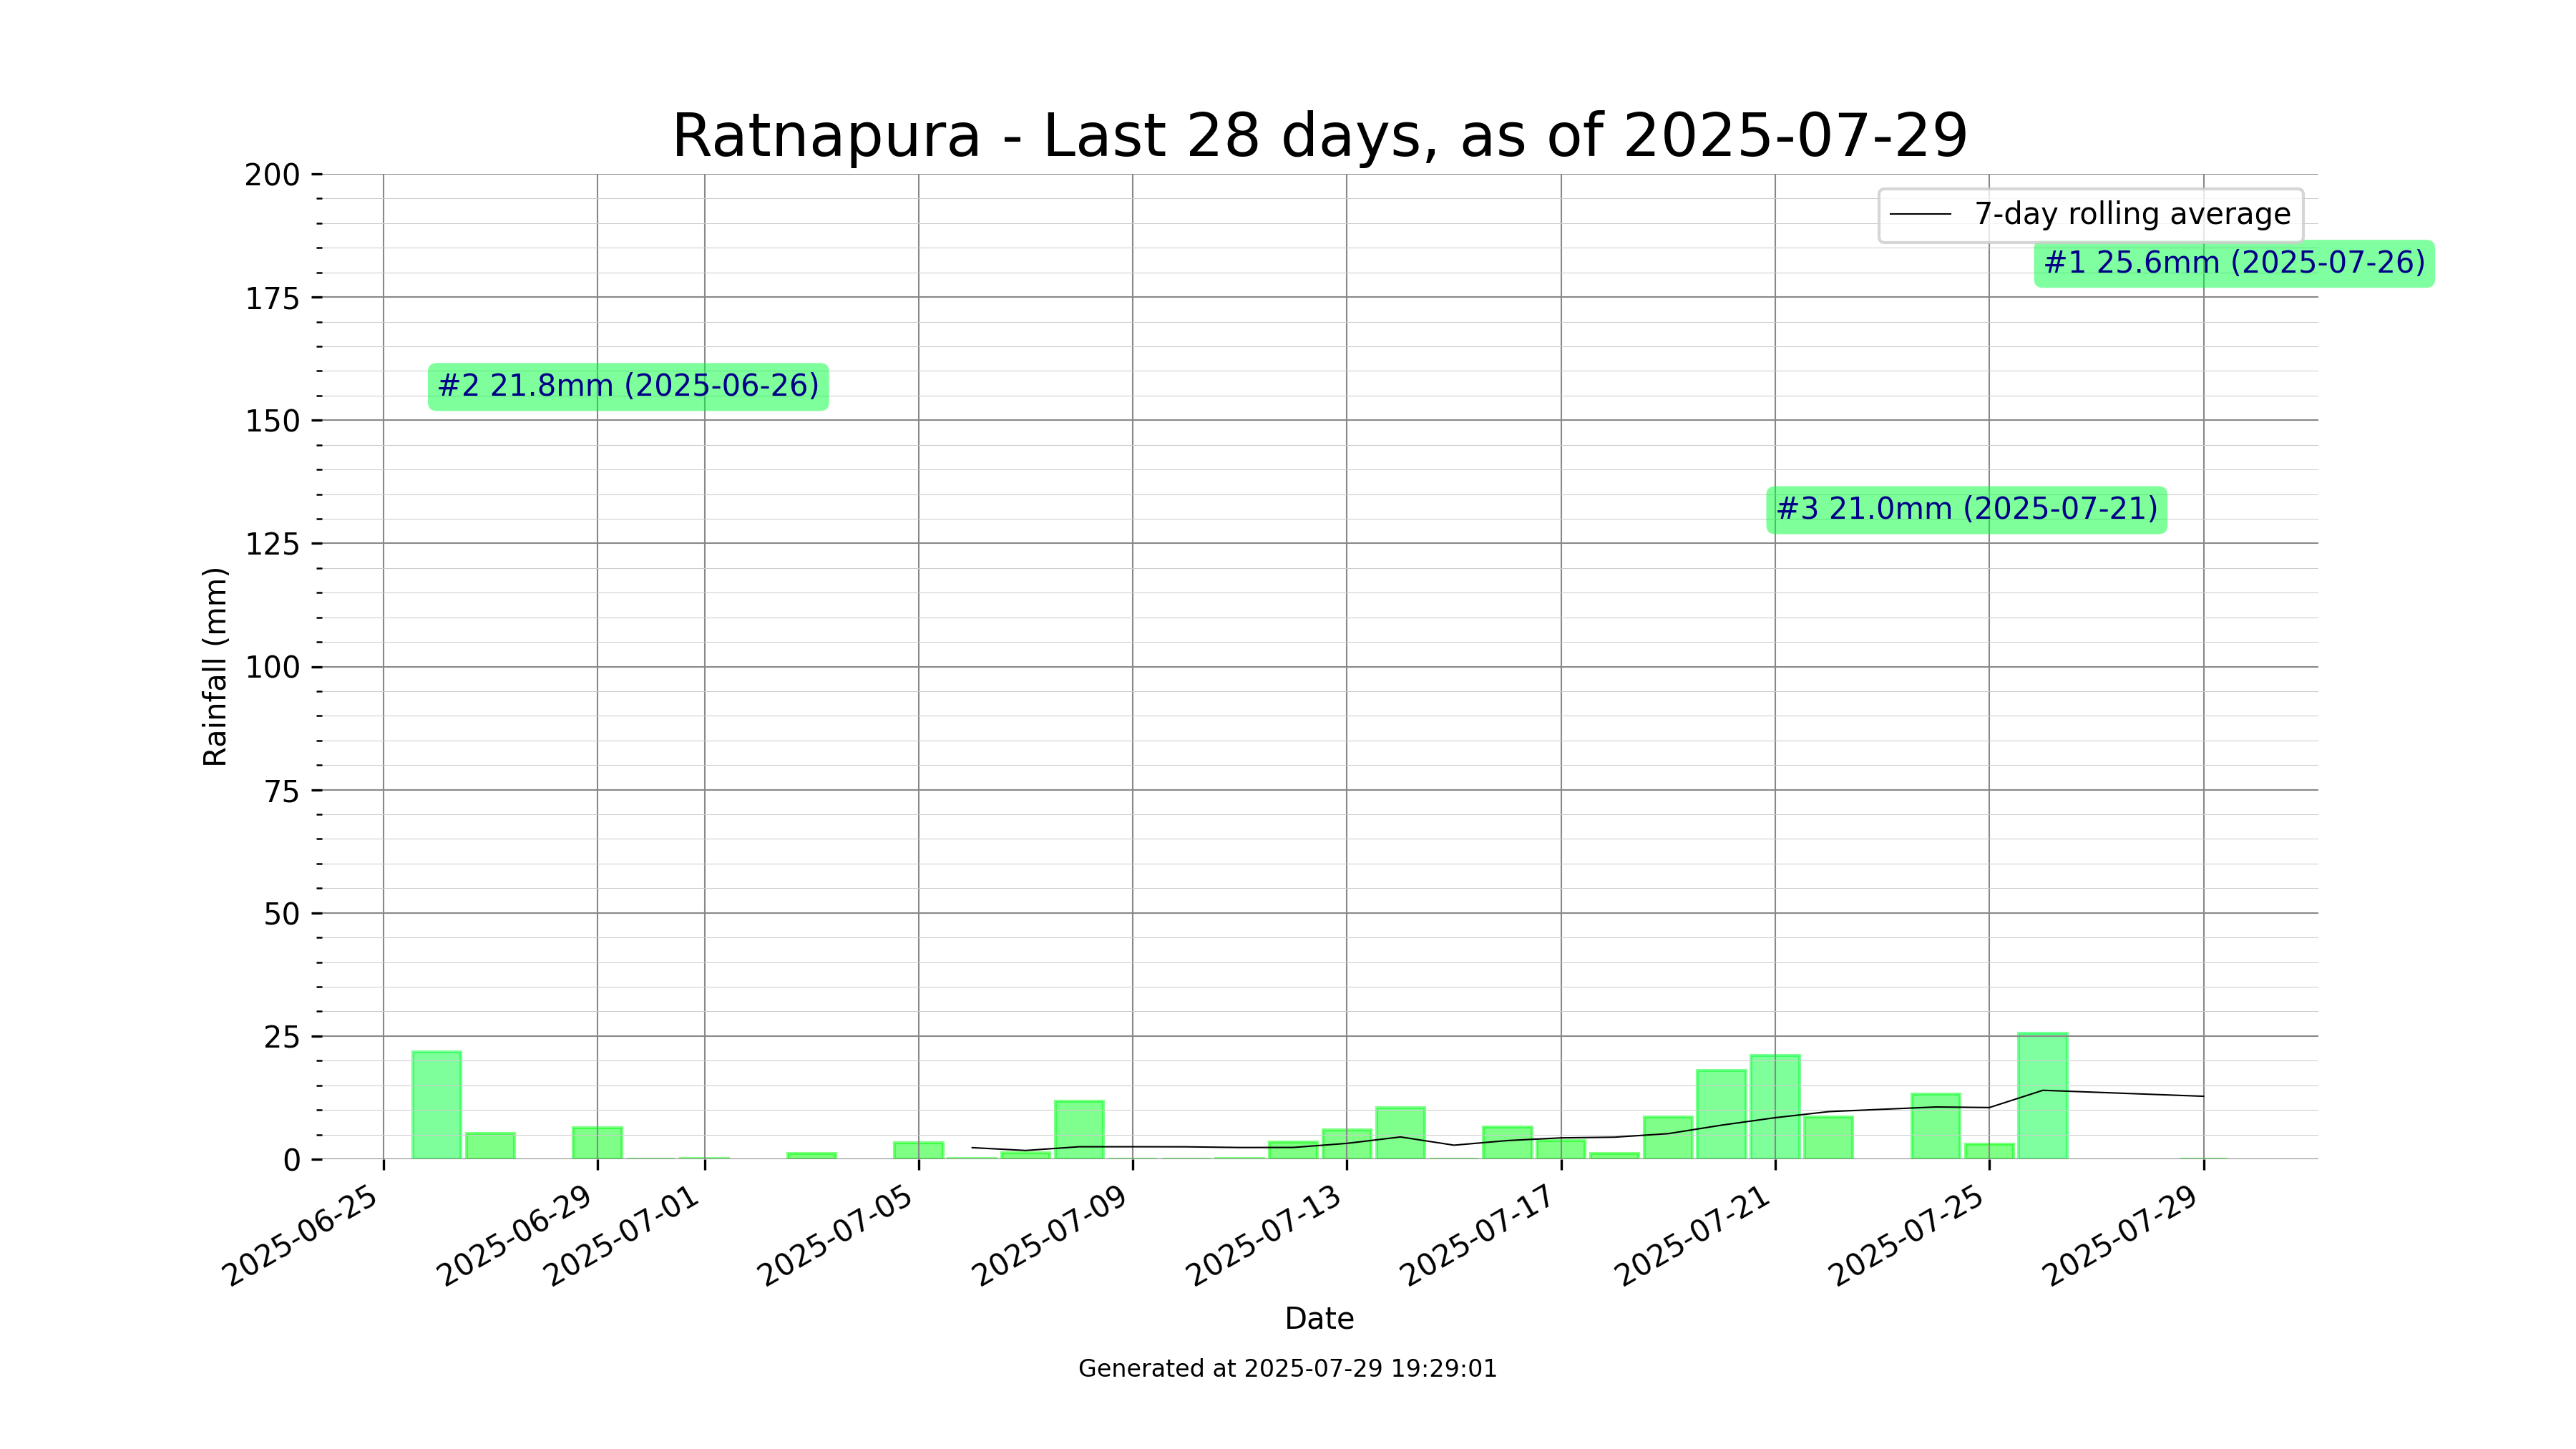 Ratnapura - Last 28 days, as of 2025-07-29
7-day rolling average
#1 25.6mm (2025-07-26)
#2 21.8mm (2025-06-26)
#3 21.0mm (2025-07-21)
Rainfall (mm)
200
175
150
125
100
75
50
25
0
2025-06-25
2025-06-29
2025-07-01
2025-07-05
2025-07-09
2025-07-13
2025-07-17
2025-07-21
2025-07-25
2025-07-29
Date
Generated at 2025-07-29 19:29:01